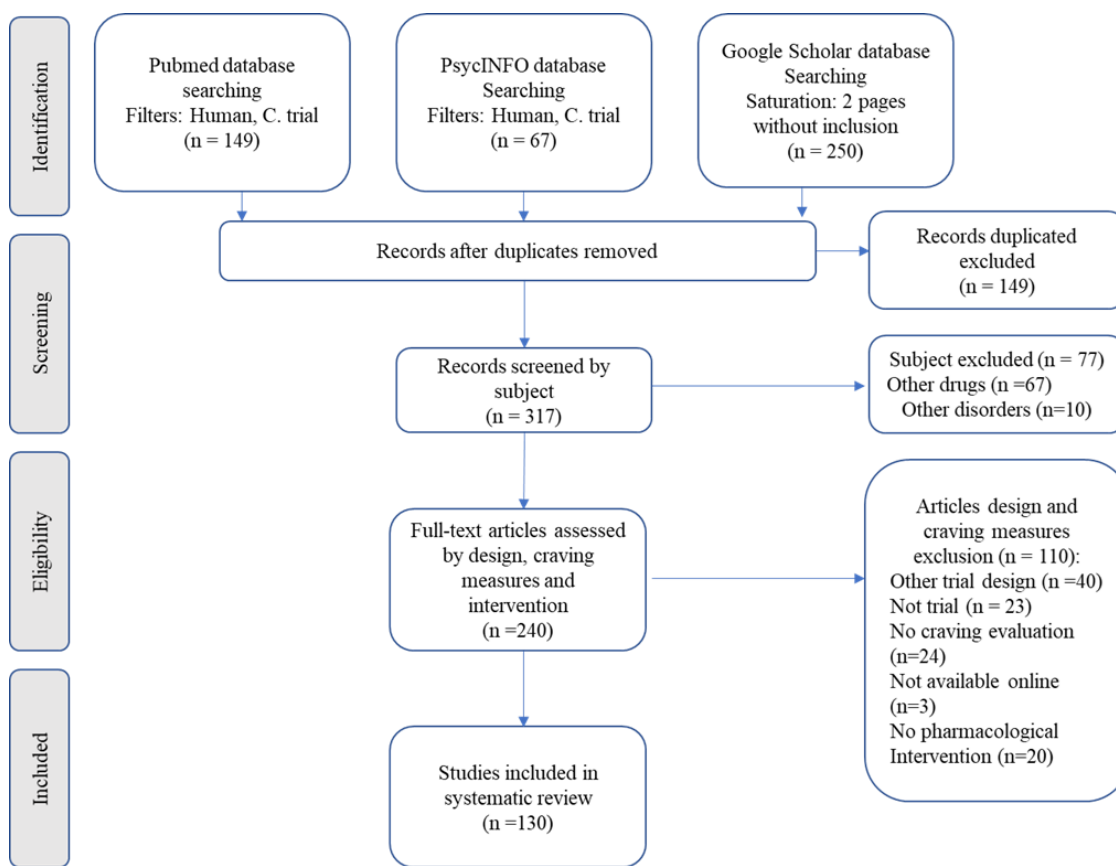 Identification
Pubmed database
searching
Filters: Human, C. trial
(n = 149)
PsycINFO database
Searching
Filters: Human, C. trial
(n = 67)
Google Scholar database
Searching
Saturation: 2 pages
without inclusion
(n = 250)
Screening
Records after duplicates removed
Records duplicated
excluded
(n = 149)
Records screened by
subject
(n = 317)
Subject excluded (n = 77)
Other drugs (n =67)
Other disorders (n=10)
Eligibility
Full-text articles assessed
by design, craving
measures and
intervention
(n =240)
Articles design and
craving measures
exclusion (n = 110):
Other trial design (n =40)
Not trial (n = 23)
No craving evaluation
(n=24)
Not available online
(n=3)
No pharmacological
Intervention (n=20)
Included
Studies included in
systematic review
(n =130)